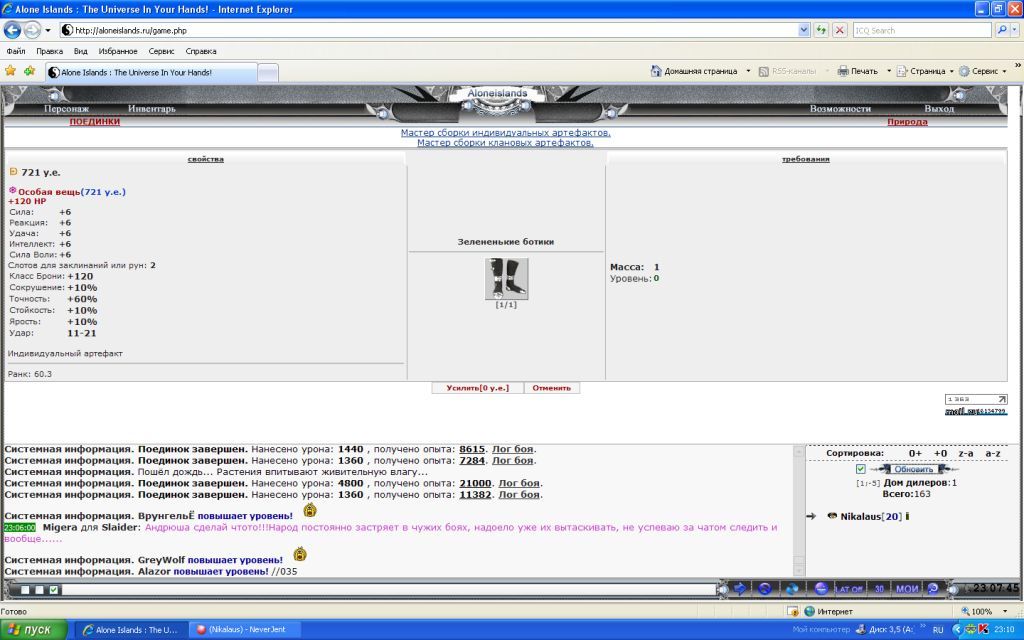 Alone Islands : The Universe In Your Hands! - Internet Explorer
http://aloneislands.ru/game.php
ICQ Search
Файл Правка Вид Избранное Сервис Справка
Alone Islands : The Universe In Your Hands!
Домашняя страница RSS-каналы Печать Страница Сервис
Aloneislands
Персонаж Инвентарь Возможности Выход
ПОЕДИНКИ Природа
Мастер сборки индивидуальных артефактов.
Мастер сборки клановых артефактов.
свойства требования
721 у.е.
Особая вещь(721 у.е.)
+120 HP
Сила: +6
Реакция: +6
Удача: +6
Интеллект: +6
Сила Воли: +6
Слотов для заклинаний или рун: 2
Класс Брони: +120
Сокрушение: +10%
Точность: +60%
Стойкость: +10%
Ярость: +10%
Удар: 11-21
Индивидуальный артефакт
Ранк: 60.3
Зелененькие ботики
[1/1]
Масса: 1
Уровень: 0
Усилить[0 у.е.] Отменить
1 363
Системная информация. Поединок завершен. Нанесено урона: 1440 , получено опыта: 8615. Лог боя.
Системная информация. Поединок завершен. Нанесено урона: 1360 , получено опыта: 7284. Лог боя.
Системная информация. Пошёл дождь... Растения впитывают живительную влагу...
Системная информация. Поединок завершен. Нанесено урона: 4800 , получено опыта: 21000. Лог боя.
Системная информация. Поединок завершен. Нанесено урона: 1360 , получено опыта: 11382. Лог боя.
Системная информация. ВрунгельЁ повышает уровень!
23:06:00 Migera для Slaider: Андрюша сделай чтото!!!Народ постоянно застряет в чужих боях, надоело уже их вытаскивать, не успеваю за чатом следить и
вообще......
Системная информация. GreyWolf повышает уровень!
Системная информация. Alazor повышает уровень! //035
Сортировка: 0+ +0 z-a a-z
Обновить
[1:-5] Дом дилеров:1
Всего:163
Nikalaus[20] i
LAT Off 30 МОИ 23:07:45
Готово Интернет 100%
пуск Alone Islands : The U... (Nikalaus) - NeverJent Мой компьютер Диск 3,5 (A: RU 23:10